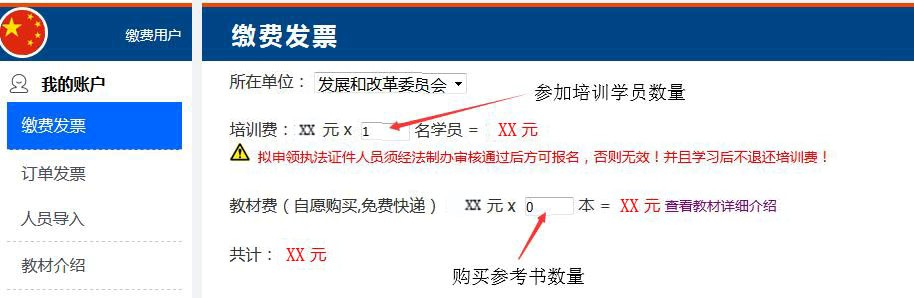 缴费用户
我的账户
缴费发票
订单发票
人员导入
教材介绍
缴费发票
所在单位： 发展和改革委员会
参加培训学员数量
培训费： XX 元 x 1 名学员 = XX 元
拟申领执法证件人员须经法制办审核通过后方可报名，否则无效！并且学习后不退还培训费！
教材费（自愿购买,免费快递） XX 元 x 0 本 = XX 元 查看教材详细介绍
共计： XX 元
购买参考书数量